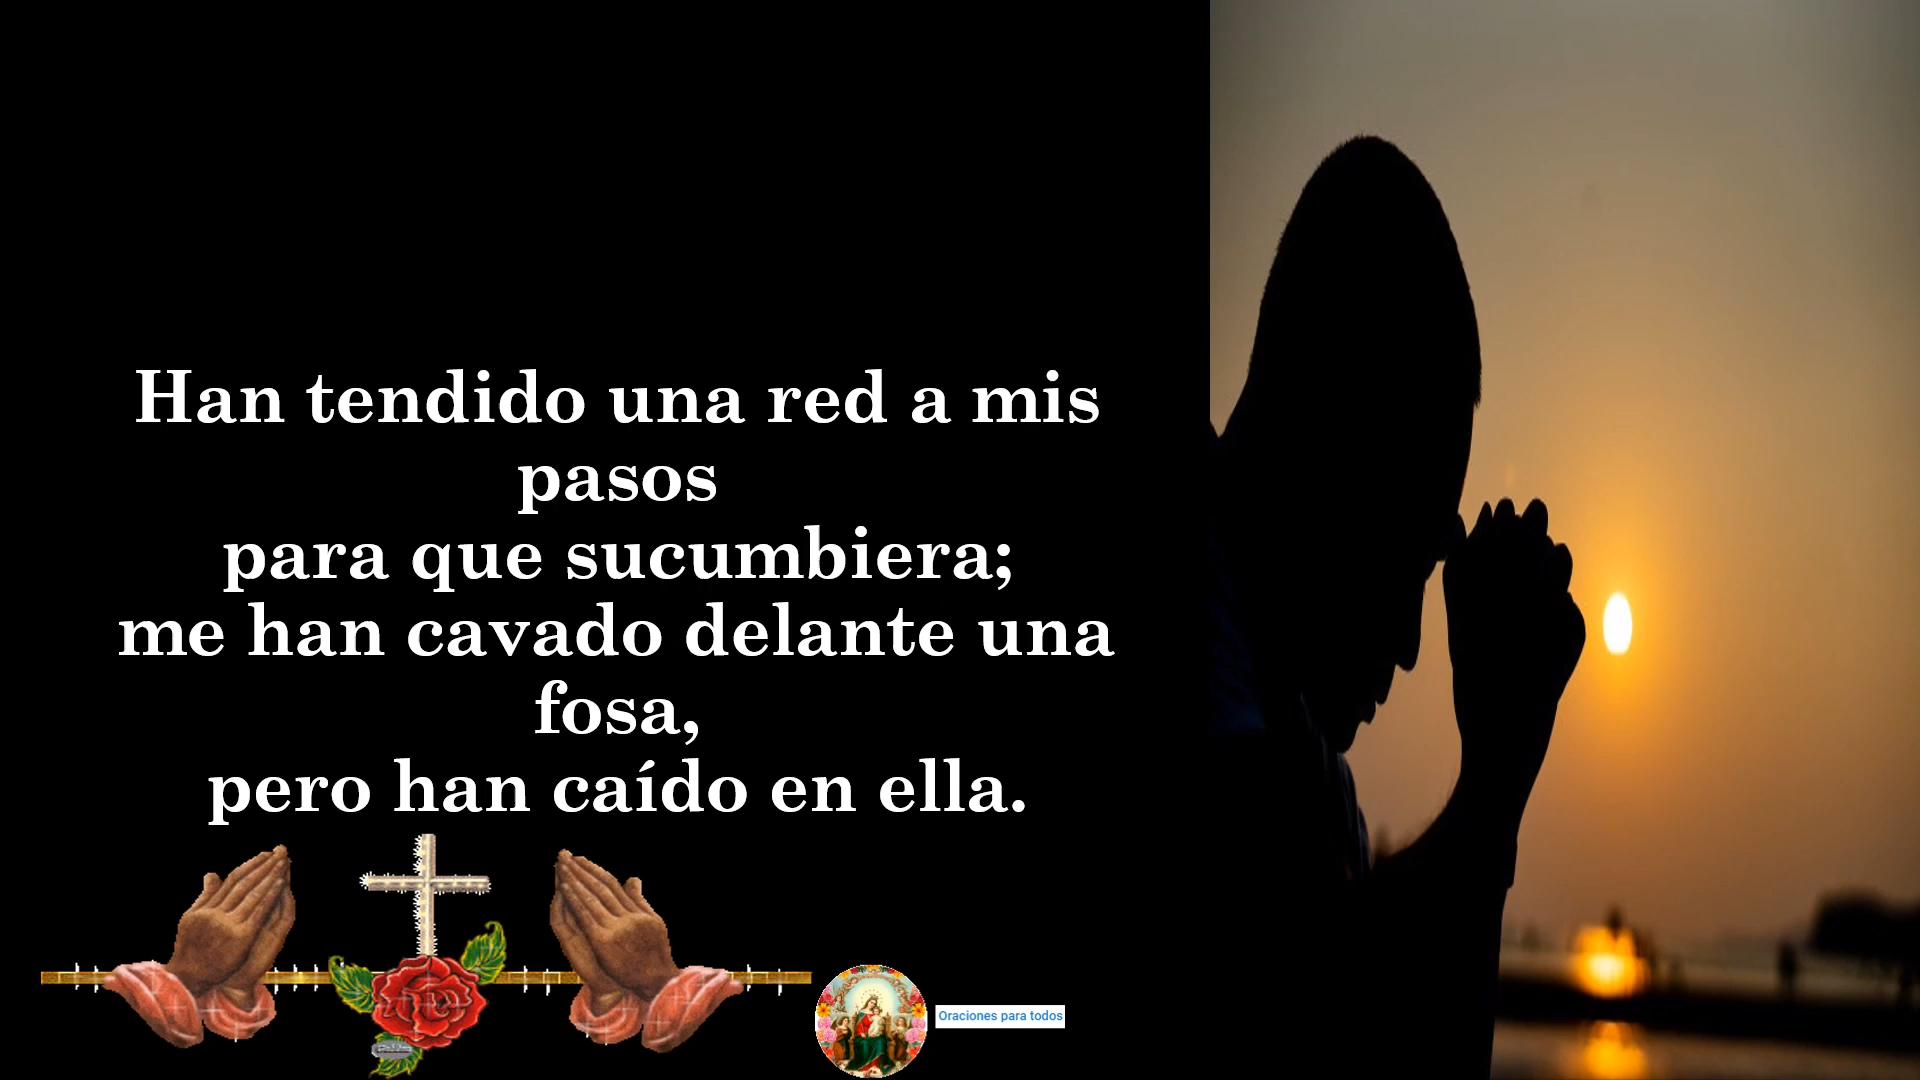 Han tendido una red a mis
pasos
para que sucumbiera;
me han cavado delante una
fosa,
pero han caído en ella.
Oraciones para todos